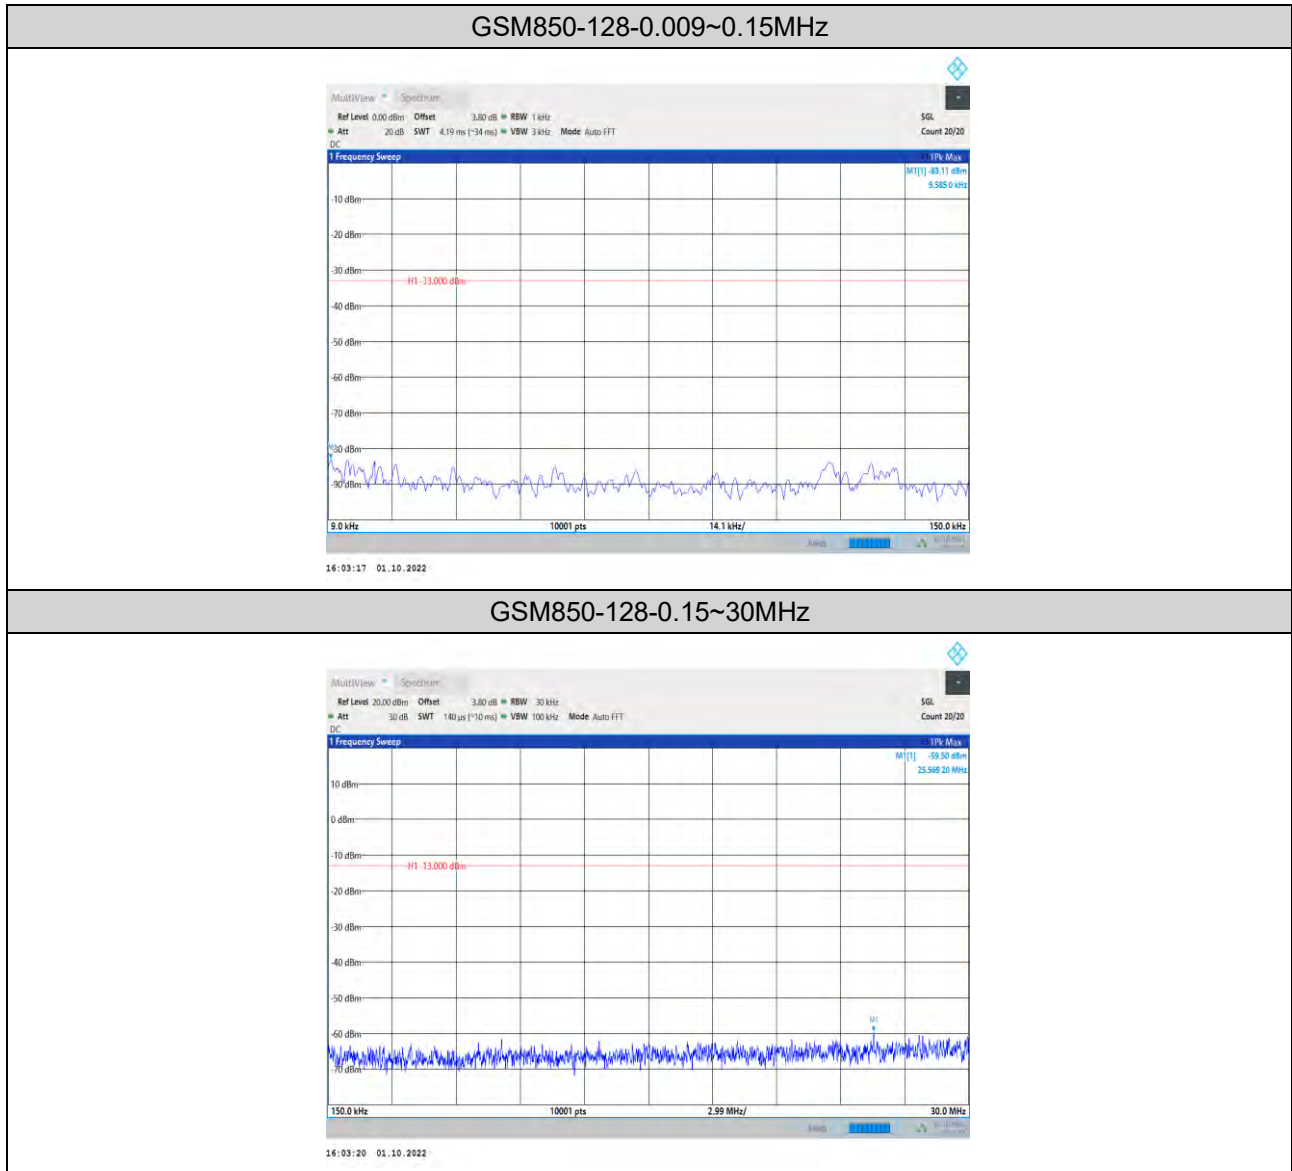 GSM850-128-0.009~0.15MHz
MultiView Spectrum
Ref Level 0.00 dBm Offset 3.80 dB RBW 1 kHz SGL
Att 20 dB SWT 4.19 ms (~34 ms) VBW 3 kHz Mode Auto FFT Count 20/20
DC
1 Frequency Sweep 1Pk Max
M1[1] -83.11 dBm
9.585 0 kHz
-10 dBm
-20 dBm
-30 dBm
H1 -33.000 dBm
-40 dBm
-50 dBm
-60 dBm
-70 dBm
-80 dBm
-90 dBm
9.0 kHz 10001 pts 14.1 kHz/ 150.0 kHz
16:03:17 01.10.2022
GSM850-128-0.15~30MHz
MultiView Spectrum
Ref Level 20.00 dBm Offset 3.80 dB RBW 30 kHz SGL
Att 30 dB SWT 140 µs (~10 ms) VBW 100 kHz Mode Auto FFT Count 20/20
DC
1 Frequency Sweep 1Pk Max
M1[1] -59.50 dBm
25.569 20 MHz
10 dBm
0 dBm
-10 dBm
H1 -13.000 dBm
-20 dBm
-30 dBm
-40 dBm
-50 dBm
M1
-60 dBm
-70 dBm
150.0 kHz 10001 pts 2.99 MHz/ 30.0 MHz
16:03:20 01.10.2022